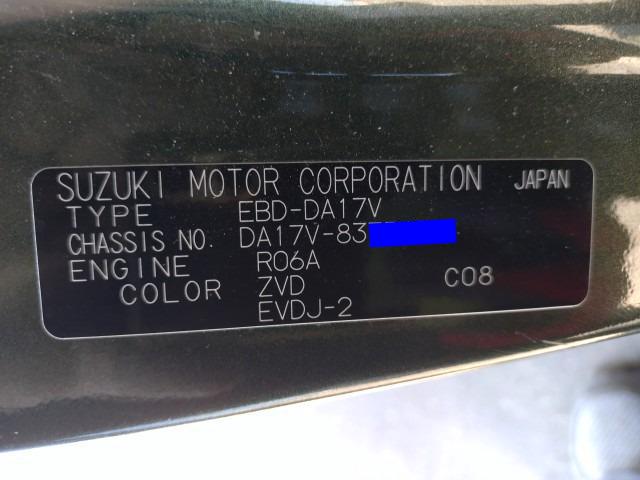 SUZUKI MOTOR CORPORATION JAPAN
TYPE EBD-DA17V
CHASSIS NO. DA17V-83
ENGINE R06A
COLOR ZVD C08
EVDJ-2